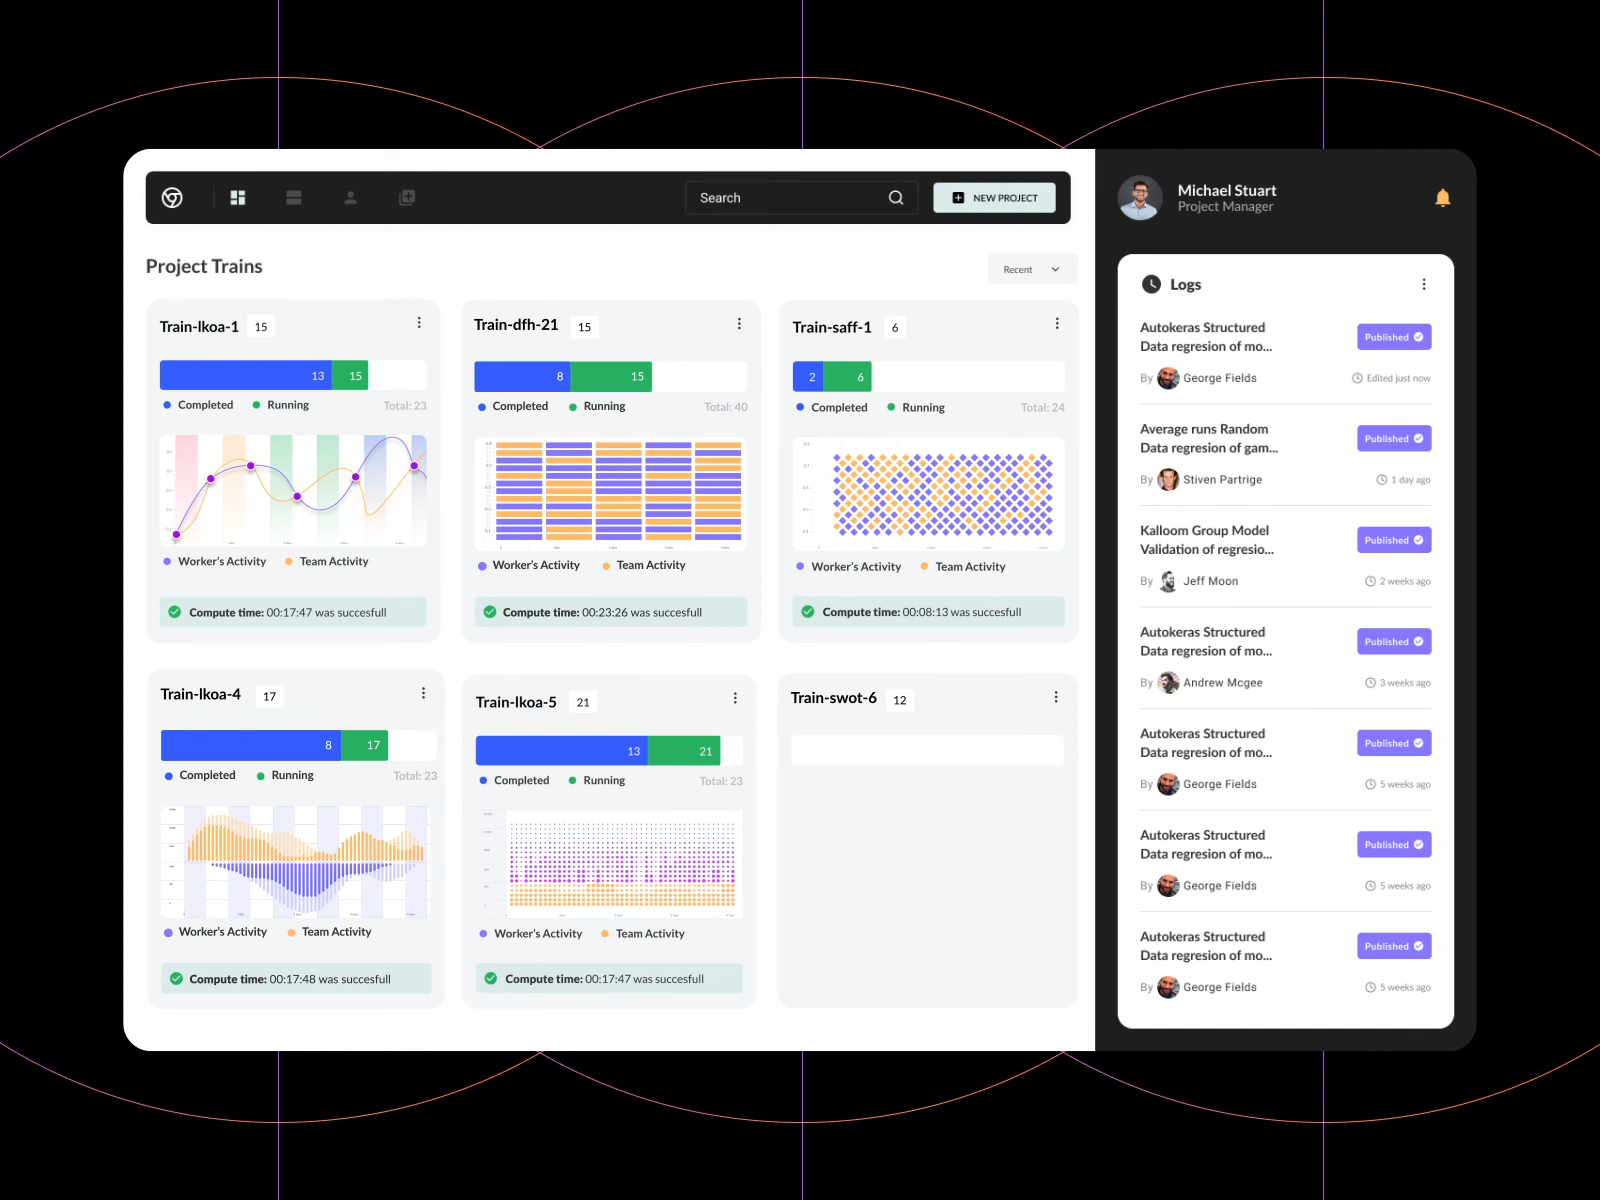 Search
NEW PROJECT
Project Trains
Recent
Train-lkoa-1 15
13 15
Completed Running Total: 23
Worker's Activity Team Activity
Compute time: 00:17:47 was succesfull
Train-dfh-21 15
8 15
Completed Running Total: 40
Worker's Activity Team Activity
Compute time: 00:23:26 was succesfull
Train-saff-1 6
2 6
Completed Running Total: 24
Worker's Activity Team Activity
Compute time: 00:08:13 was succesfull
Train-lkoa-4 17
8 17
Completed Running Total: 23
Worker's Activity Team Activity
Compute time: 00:17:48 was succesfull
Train-lkoa-5 21
13 21
Completed Running Total: 23
Worker's Activity Team Activity
Compute time: 00:17:47 was succesfull
Train-swot-6 12
Michael Stuart
Project Manager
Logs
Autokeras Structured
Data regresion of mo...
Published
By George Fields Edited just now
Average runs Random
Data regresion of gam...
Published
By Stiven Partrige 1 day ago
Kalloom Group Model
Validation of regresio...
Published
By Jeff Moon 2 weeks ago
Autokeras Structured
Data regresion of mo...
Published
By Andrew Mcgee 3 weeks ago
Autokeras Structured
Data regresion of mo...
Published
By George Fields 5 weeks ago
Autokeras Structured
Data regresion of mo...
Published
By George Fields 5 weeks ago
Autokeras Structured
Data regresion of mo...
Published
By George Fields 5 weeks ago